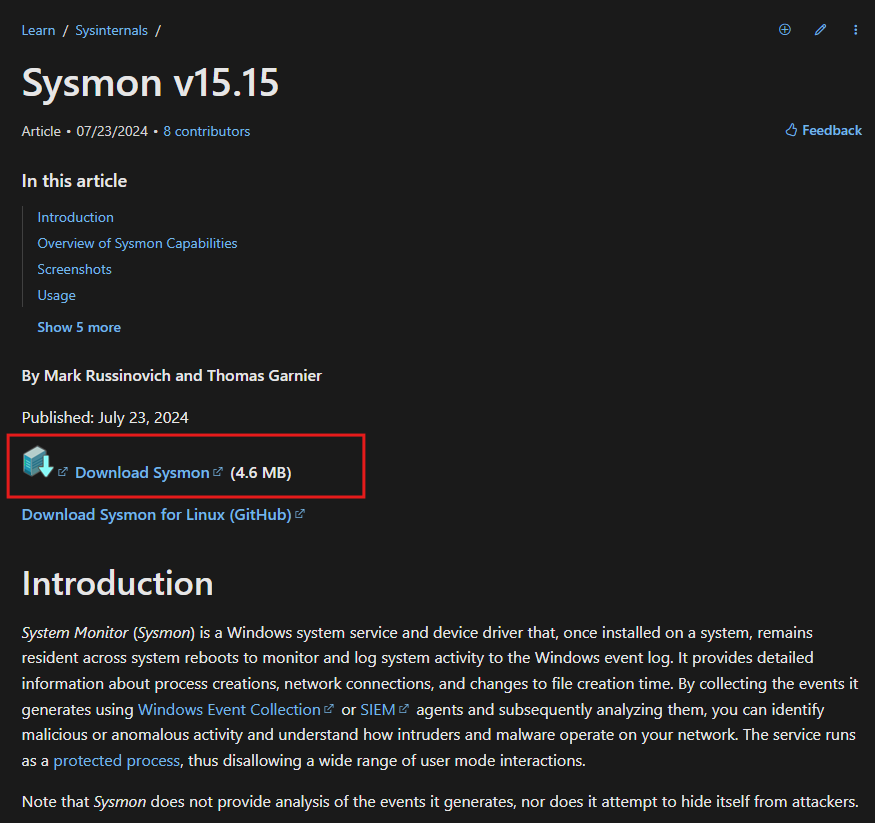 Learn / Sysinternals /
Sysmon v15.15
Article • 07/23/2024 • 8 contributors
Feedback
In this article
Introduction
Overview of Sysmon Capabilities
Screenshots
Usage
Show 5 more
By Mark Russinovich and Thomas Garnier
Published: July 23, 2024
Download Sysmon (4.6 MB)
Download Sysmon for Linux (GitHub)
Introduction
System Monitor (Sysmon) is a Windows system service and device driver that, once installed on a system, remains
resident across system reboots to monitor and log system activity to the Windows event log. It provides detailed
information about process creations, network connections, and changes to file creation time. By collecting the events it
generates using Windows Event Collection or SIEM agents and subsequently analyzing them, you can identify
malicious or anomalous activity and understand how intruders and malware operate on your network. The service runs
as a protected process, thus disallowing a wide range of user mode interactions.
Note that Sysmon does not provide analysis of the events it generates, nor does it attempt to hide itself from attackers.